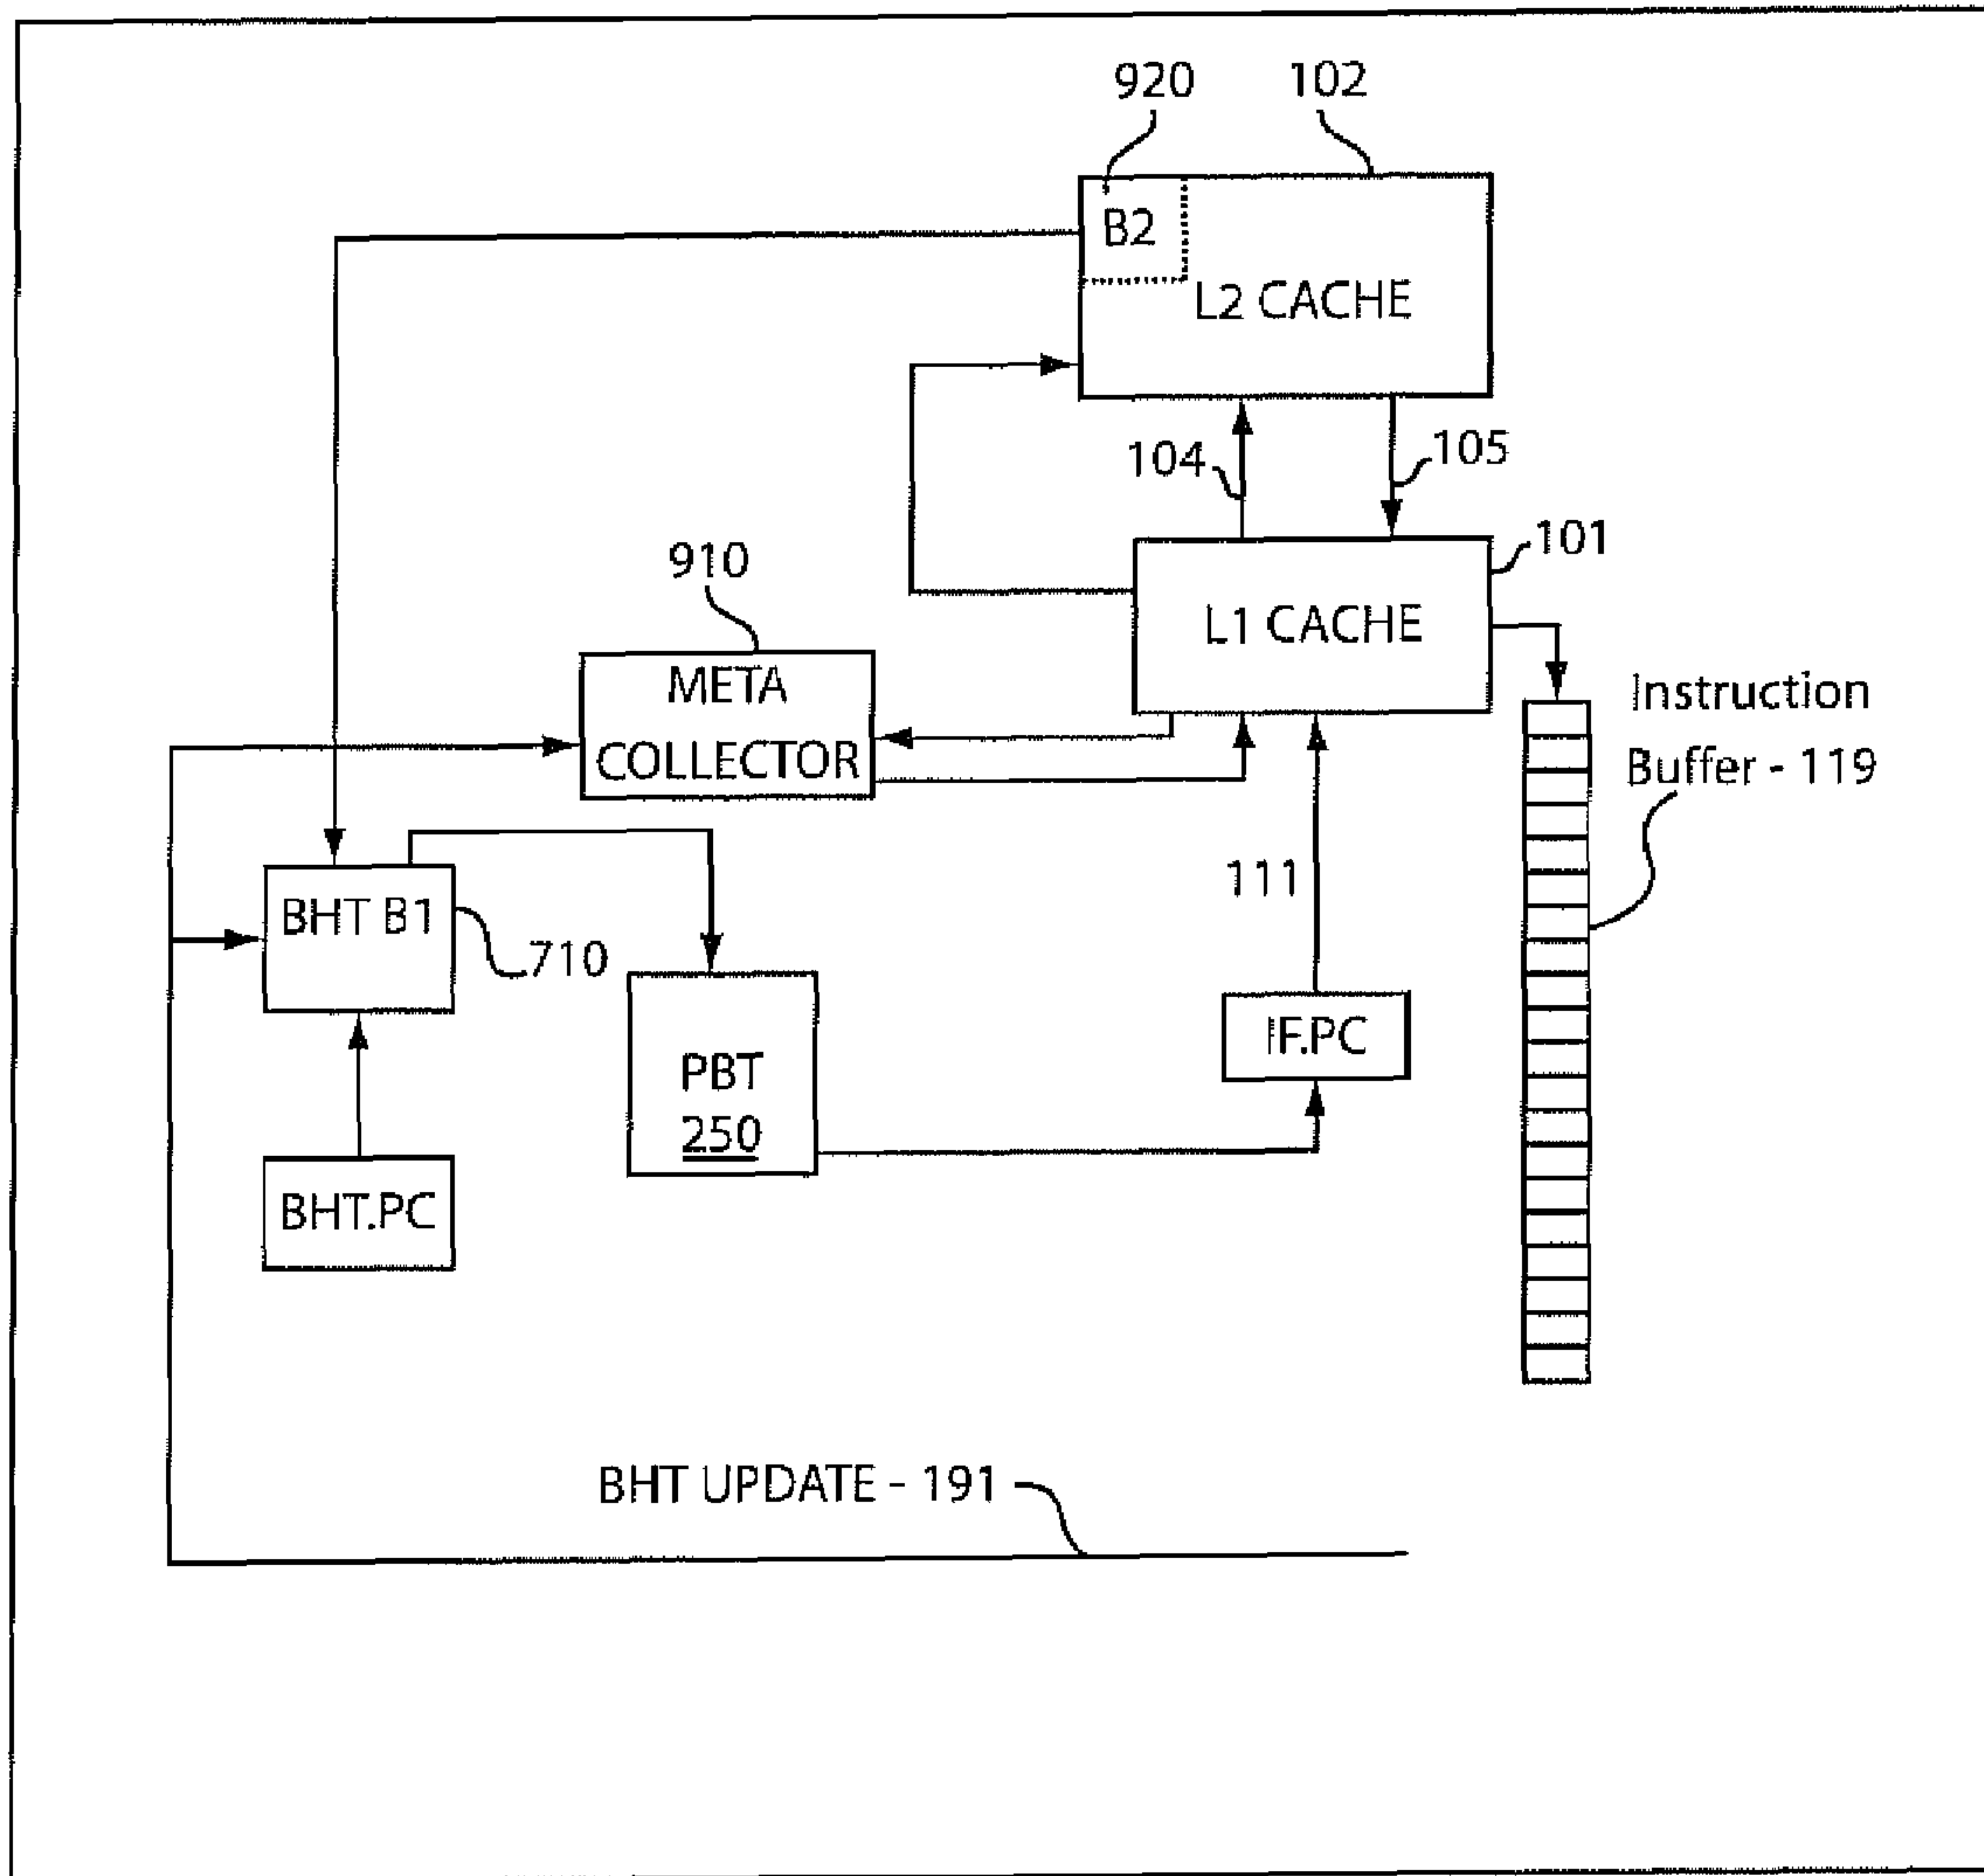 920
102
B2
L2 CACHE
104
105
101
910
L1 CACHE
META
COLLECTOR
Instruction
Buffer - 119
BHT B1
710
111
IF.PC
PBT
250
BHT.PC
BHT UPDATE - 191